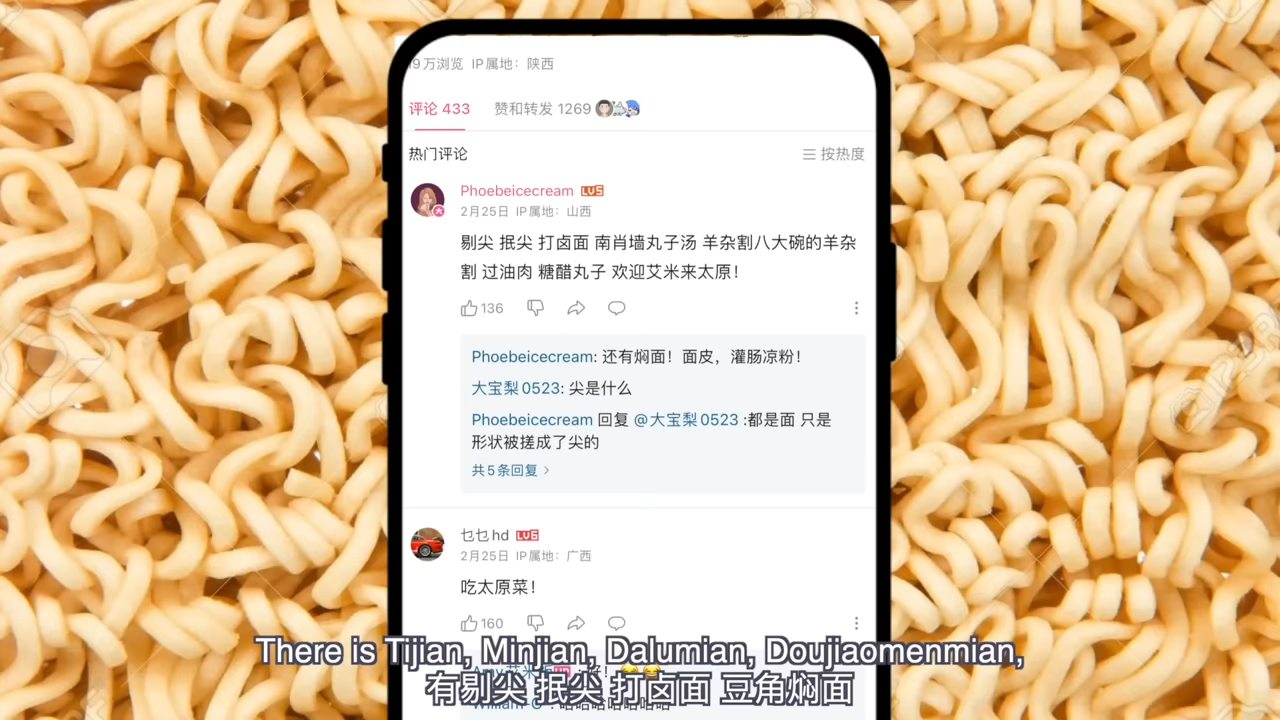 9万浏览 IP属地：陕西
评论 433 赞和转发 1269
热门评论 按热度
Phoebeicecream LV5
2月25日 IP属地：山西
剔尖 抿尖 打卤面 南肖墙丸子汤 羊杂割八大碗的羊杂
割 过油肉 糖醋丸子 欢迎艾米来太原！
136
Phoebeicecream: 还有焖面！面皮，灌肠凉粉！
大宝梨0523: 尖是什么
Phoebeicecream 回复 @大宝梨0523 :都是面 只是
形状被搓成了尖的
共5条回复
乜乜hd LV6
2月25日 IP属地：广西
吃太原菜！
160
There is Tijian, Minjian, Dalumian, Doujiaomenmian,
有剔尖 抿尖 打卤面 豆角焖面